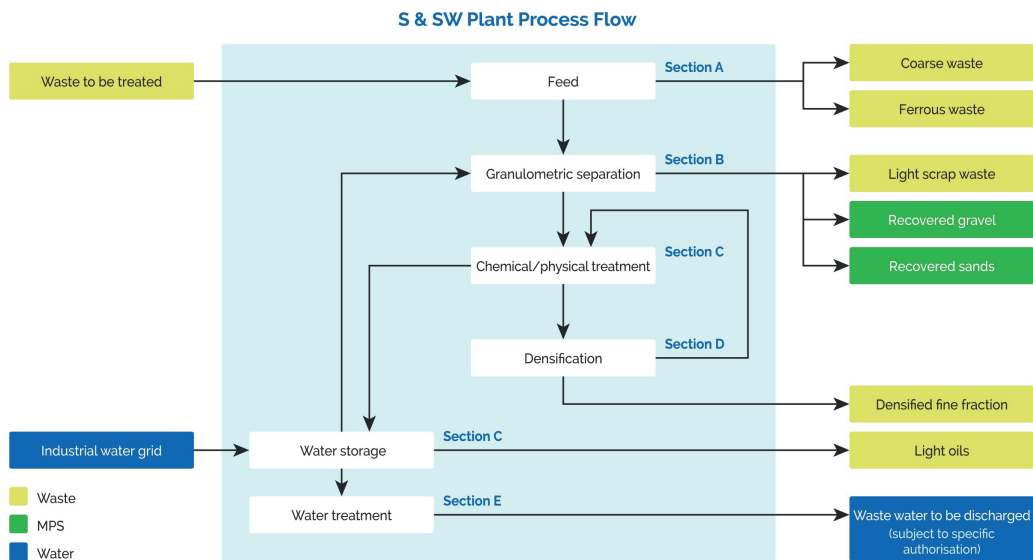 S & SW Plant Process Flow
Waste to be treated
Feed
Section A
Coarse waste
Ferrous waste
Granulometric separation
Section B
Light scrap waste
Recovered gravel
Recovered sands
Chemical/physical treatment
Section C
Densification
Section D
Densified fine fraction
Industrial water grid
Water storage
Section C
Light oils
Water treatment
Section E
Waste water to be discharged
(subject to specific
authorisation)
Waste
MPS
Water